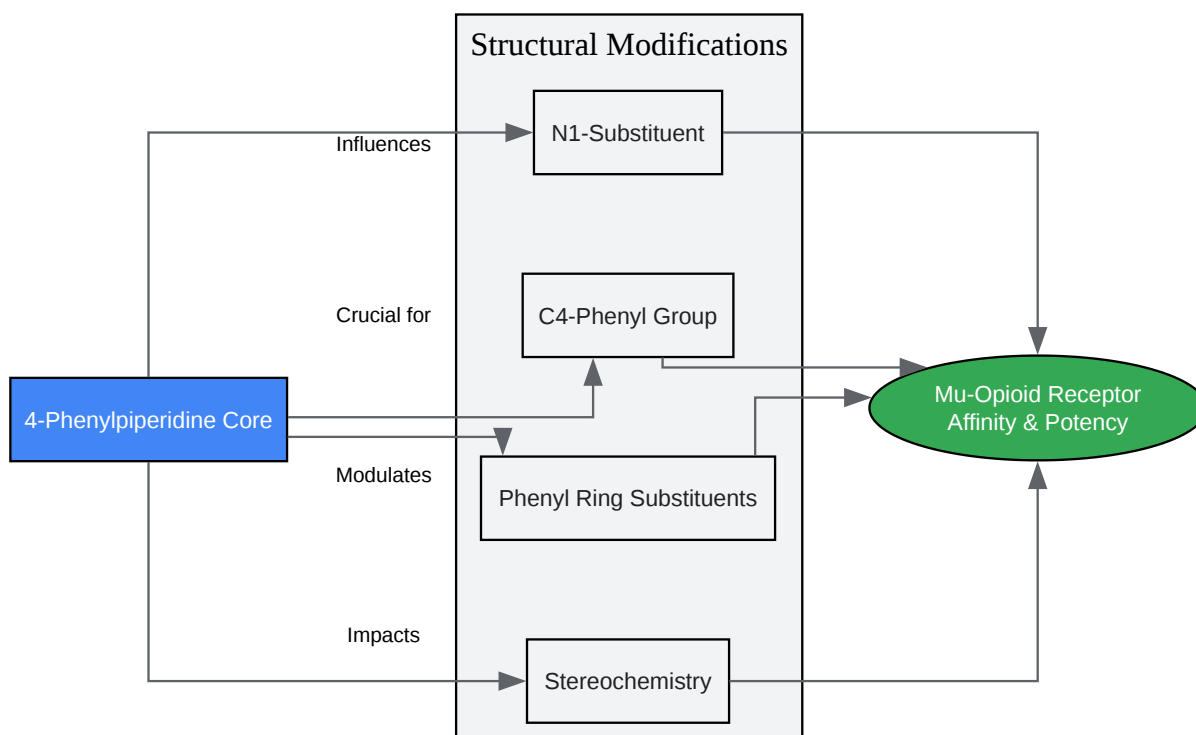 Structural Modifications
N1-Substituent
Influences
C4-Phenyl Group
Crucial for
4-Phenylpiperidine Core
Mu-Opioid Receptor
Affinity & Potency
Modulates
Phenyl Ring Substituents
Impacts
Stereochemistry